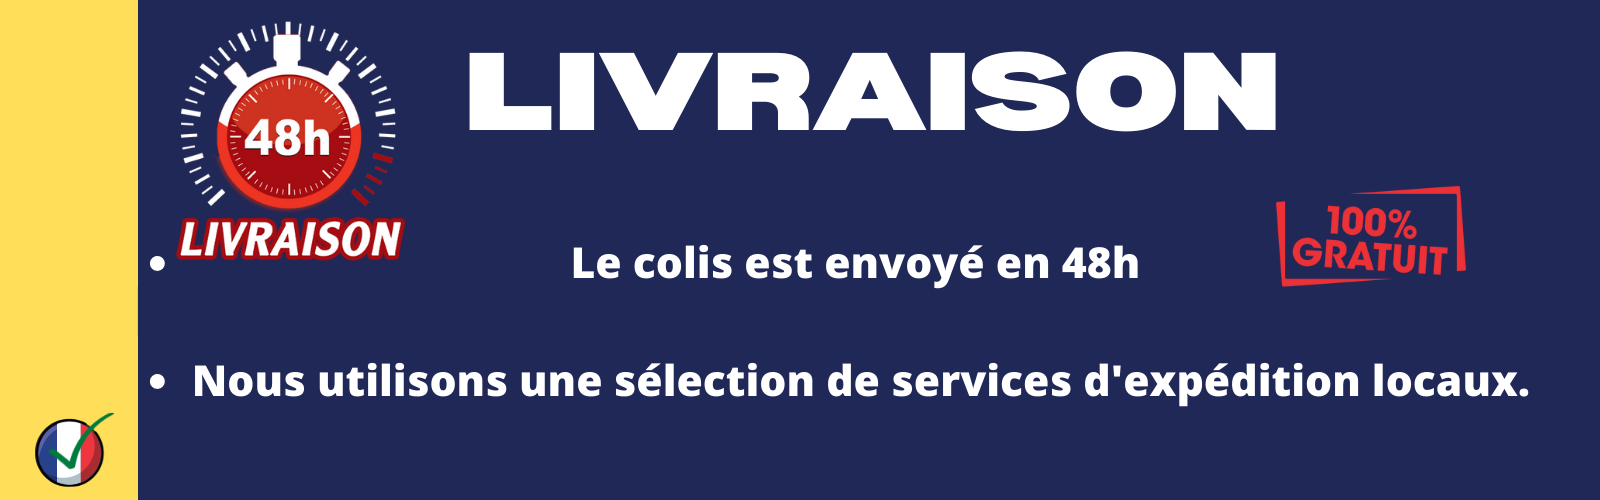 48h
LIVRAISON
LIVRAISON
100%
GRATUIT
• Le colis est envoyé en 48h
• Nous utilisons une sélection de services d'expédition locaux.